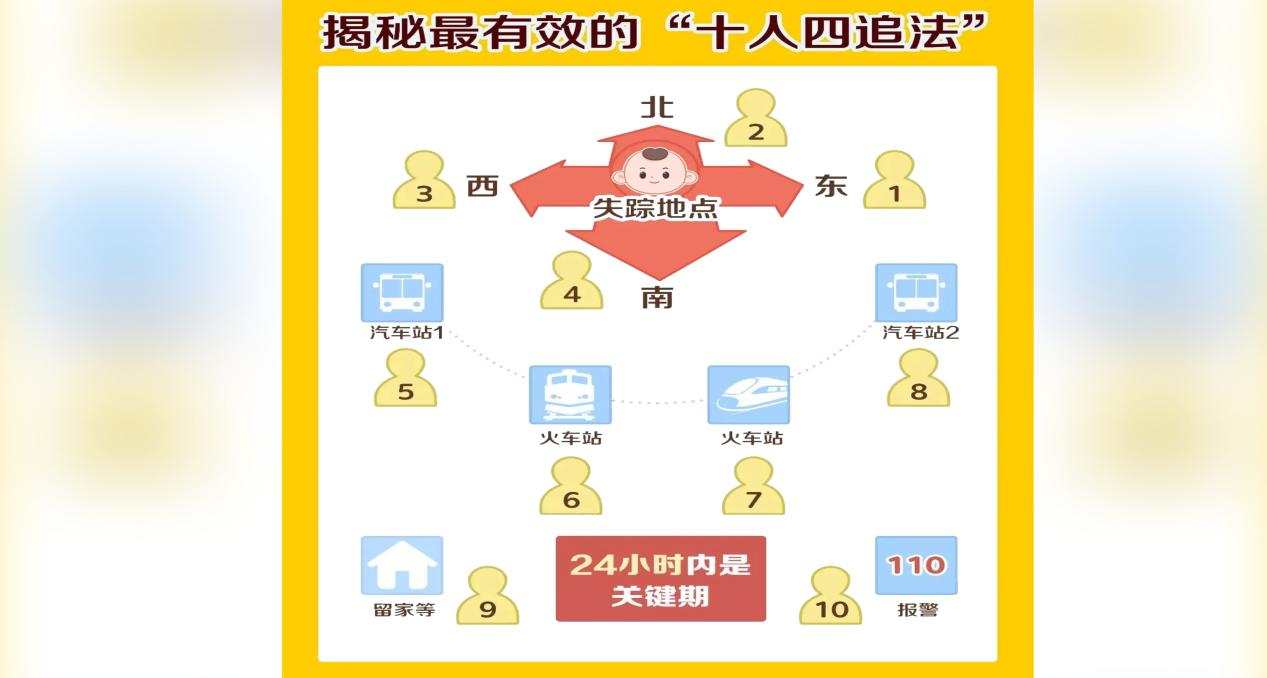 揭秘最有效的“十人四追法”
北
2
3
西
东
1
失踪地点
4
南
汽车站1
汽车站2
5
8
火车站
火车站
6
7
24小时内是
关键期
110
留家等
9
10
报警